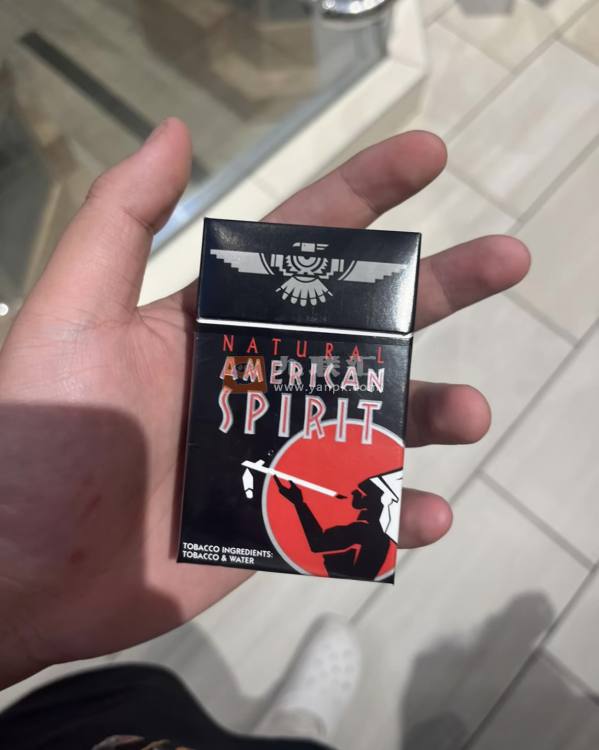 NATURAL
AMERICAN
www.yanpk.com
SPIRIT
TOBACCO INGREDIENTS:
TOBACCO & WATER